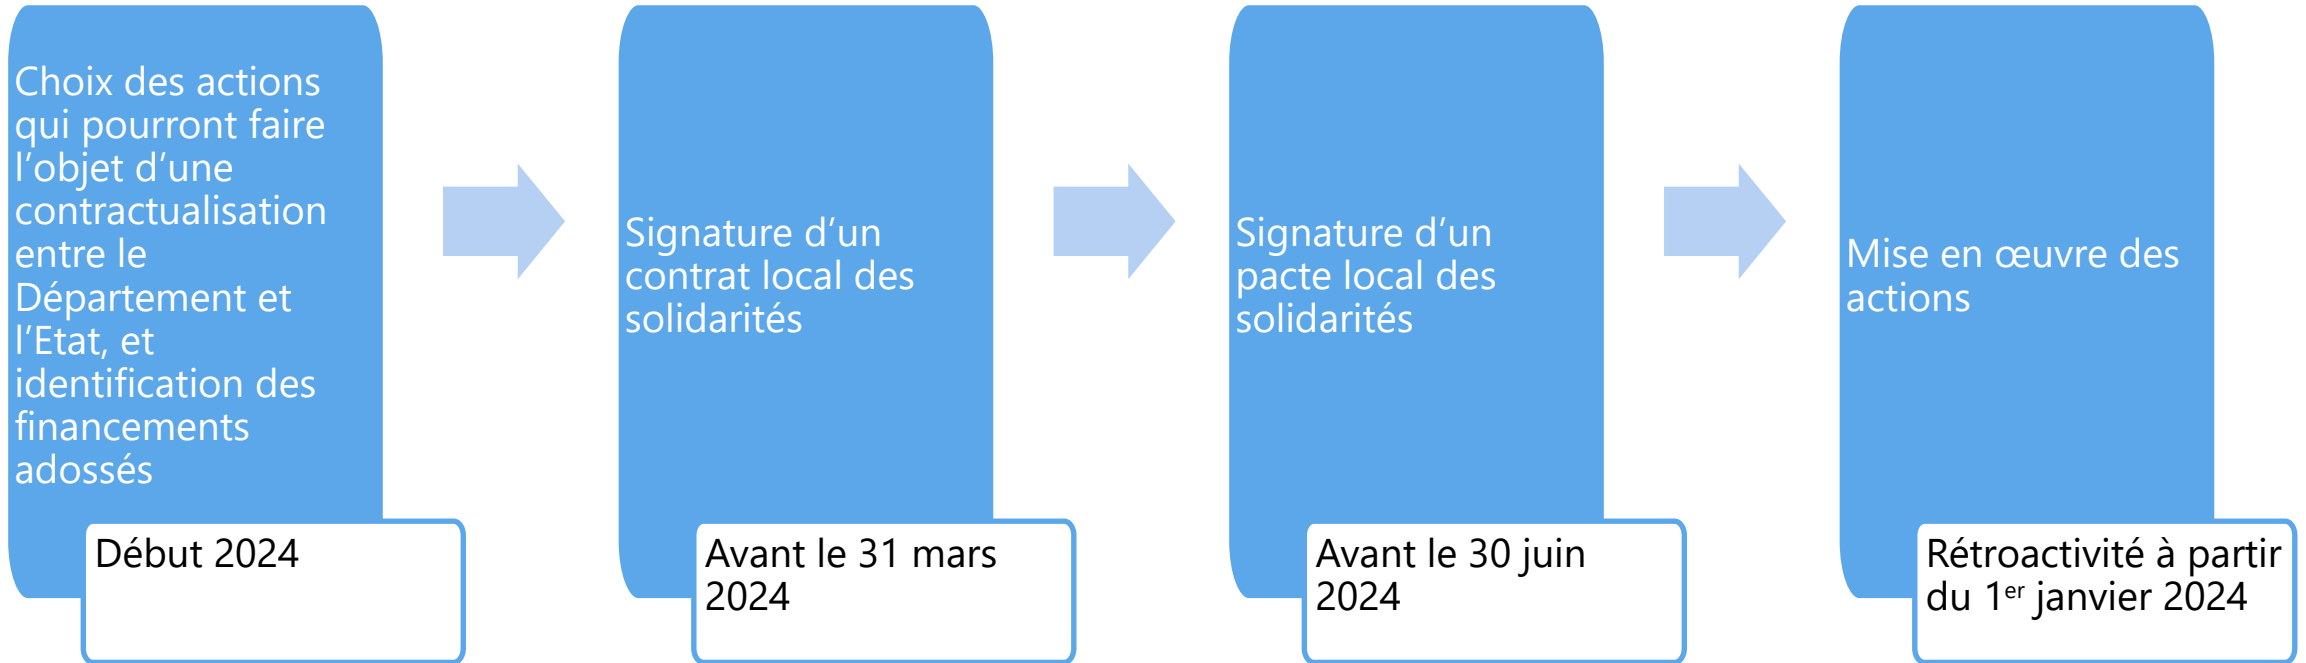 Choix des actions
qui pourront faire
l’objet d’une
contractualisation
entre le
Département et
l’Etat, et
identification des
financements
adossés
Début 2024
Signature d’un
contrat local des
solidarités
Avant le 31 mars
2024
Signature d’un
pacte local des
solidarités
Avant le 30 juin
2024
Mise en œuvre des
actions
Rétroactivité à partir
du 1er janvier 2024